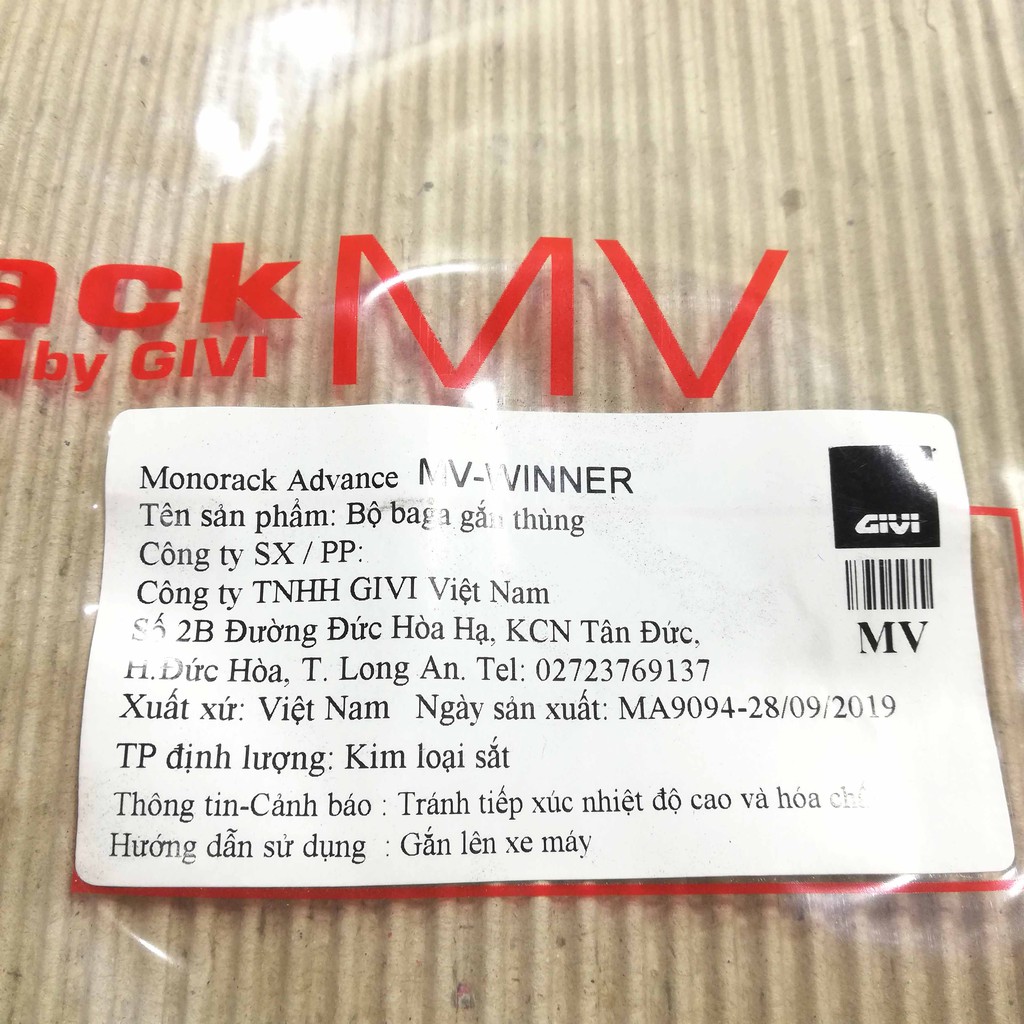 ack MV
by GIVI
Monorack Advance MV-WINNER
Tên sản phẩm: Bộ baga gắn thùng
Công ty SX / PP:
Công ty TNHH GIVI Việt Nam
Số 2B Đường Đức Hòa Hạ, KCN Tân Đức,
H.Đức Hòa, T. Long An. Tel: 02723769137
Xuất xứ: Việt Nam Ngày sản xuất: MA9094-28/09/2019
TP định lượng: Kim loại sắt
Thông tin-Cảnh báo : Tránh tiếp xúc nhiệt độ cao và hóa
Hướng dẫn sử dụng : Gắn lên xe máy
GIVI
MV